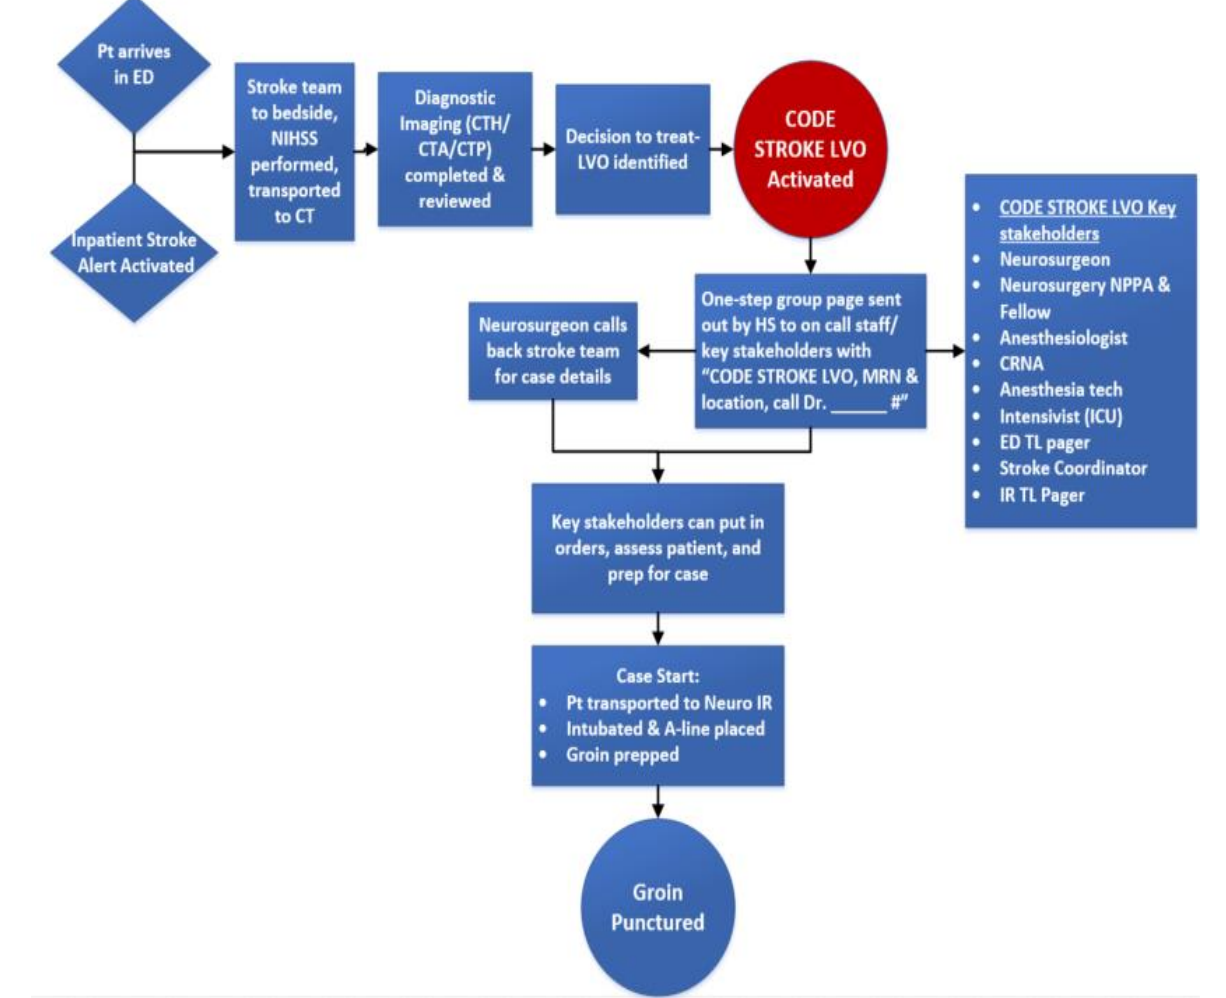 Pt arrives
in ED
Inpatient Stroke
Alert Activated
Stroke team
to bedside,
NIHSS
performed,
transported
to CT
Diagnostic
Imaging (CTH/
CTA/CTP)
completed &
reviewed
Decision to treat-
LVO identified
CODE
STROKE LVO
Activated
One-step group page sent
out by HS to on call staff/
key stakeholders with
“CODE STROKE LVO, MRN &
location, call Dr. ______ #”
• CODE STROKE LVO Key
stakeholders
• Neurosurgeon
• Neurosurgery NPPA &
Fellow
• Anesthesiologist
• CRNA
• Anesthesia tech
• Intensivist (ICU)
• ED TL pager
• Stroke Coordinator
• IR TL Pager
Neurosurgeon calls
back stroke team
for case details
Key stakeholders can put in
orders, assess patient, and
prep for case
Case Start:
• Pt transported to Neuro IR
• Intubated & A-line placed
• Groin prepped
Groin
Punctured